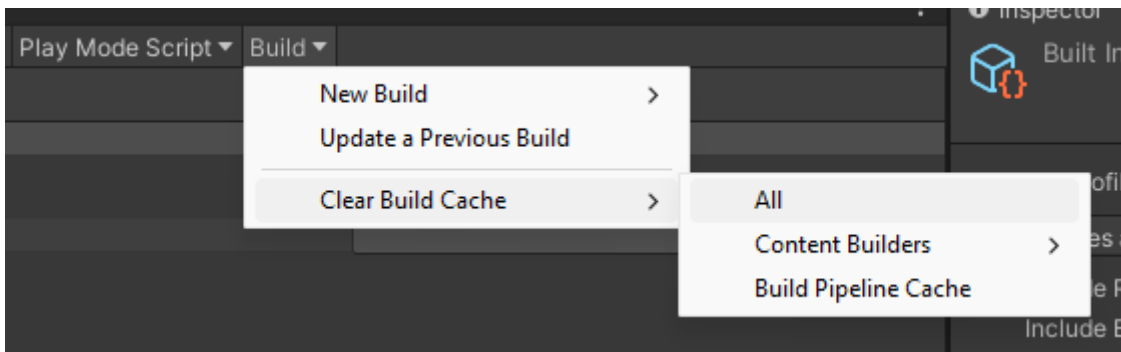 Inspector
Play Mode Script
Build
Built In
New Build
Update a Previous Build
Clear Build Cache
All
Content Builders
Build Pipeline Cache
Include